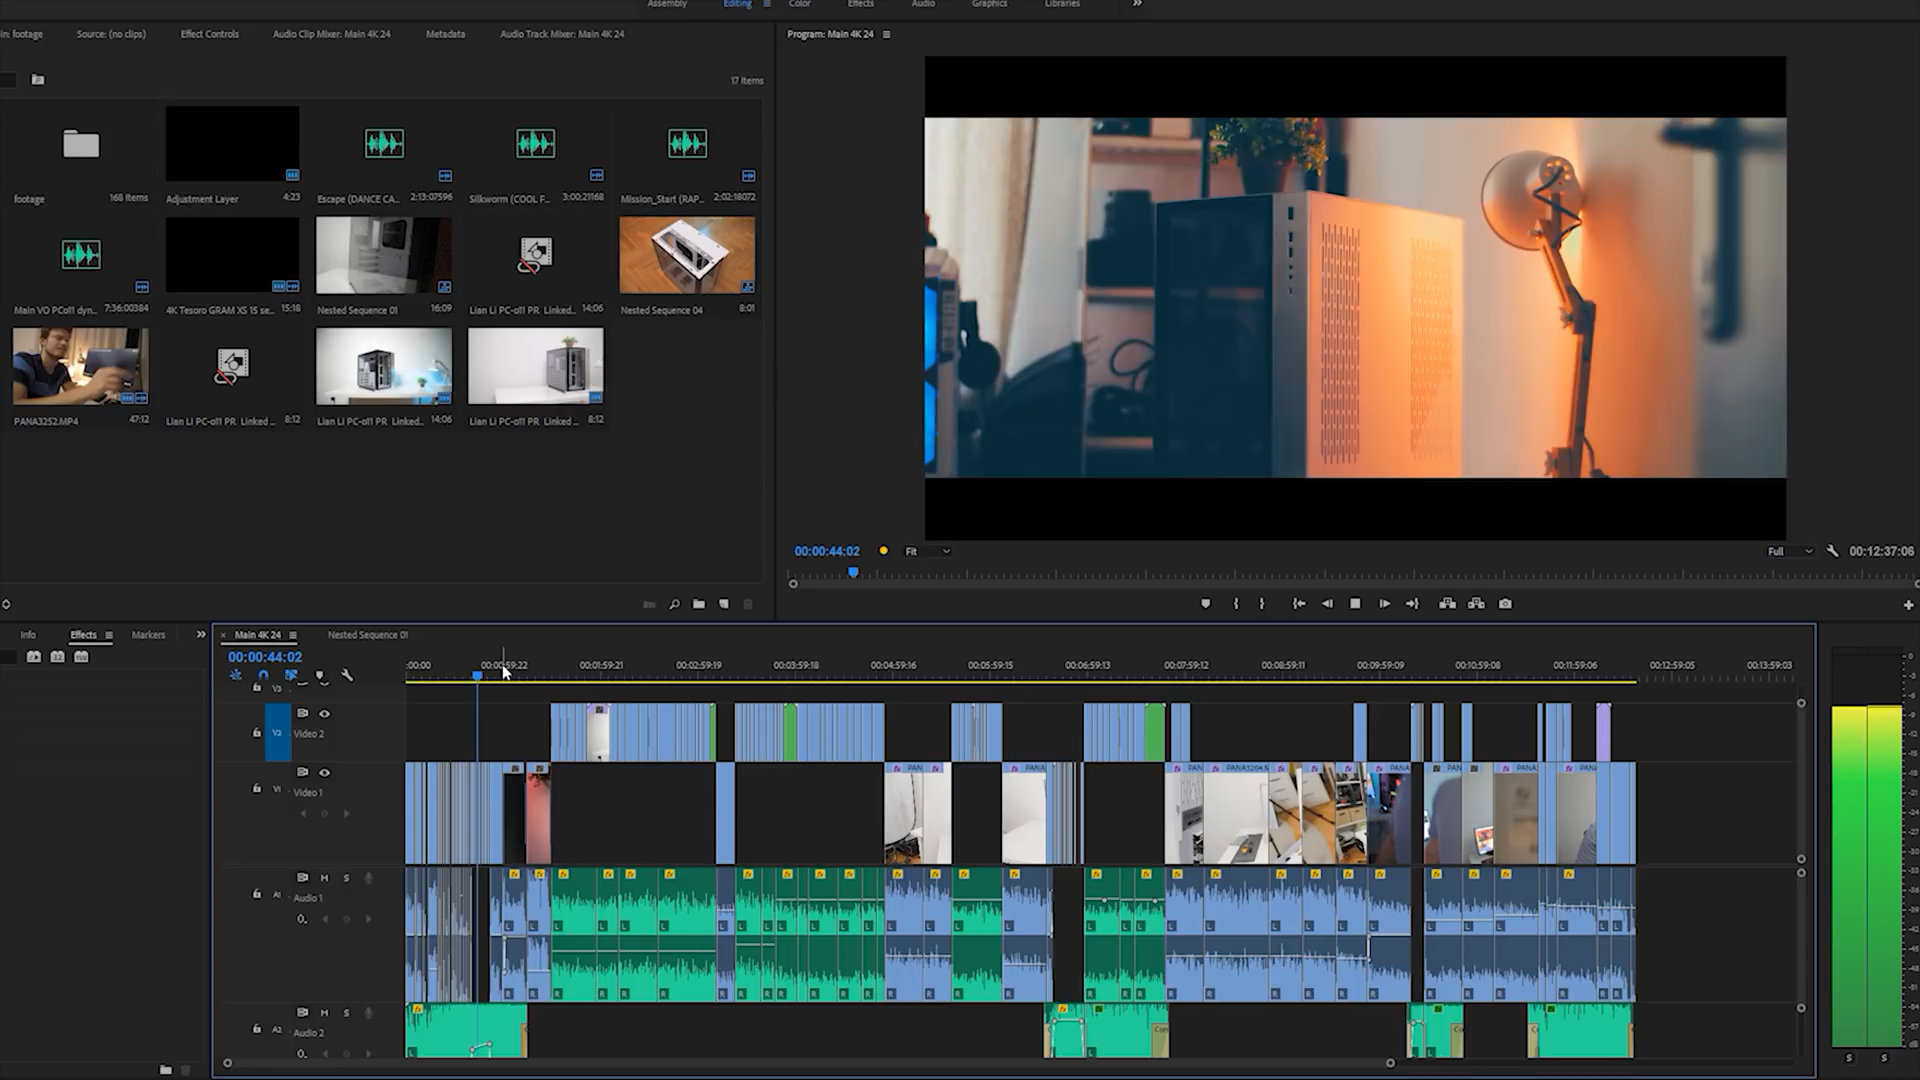 Assembly Editing Color Effects Audio Graphics Libraries
in: footage Source: (no clips) Effect Controls Audio Clip Mixer: Main 4K 24 Metadata Audio Track Mixer: Main 4K 24
Program: Main 4K 24
17 Items
footage 168 Items
Adjustment Layer 4:23
Escape (DANCE CA... 2:13:07596
Silkworm (COOL F... 3:00:21168
Mission_Start (RAP... 2:02:18072
Main VO PCo11 dyn... 7:36:00384
4K Tesoro GRAM XS 15 se... 15:18
Nested Sequence 01 16:09
Lian Li PC-o11 PR Linked... 14:06
Nested Sequence 04 8:01
PANA3252.MP4 47:12
Lian Li PC-o11 PR Linked ... 8:12
Lian Li PC-o11 PR Linked... 14:06
Lian Li PC-o11 PR Linked ... 8:12
00:00:44:02 Fit Full 00:12:37:06
Info Effects Markers
Main 4K 24 Nested Sequence 01
00:00:44:02
:00:00 00:00:59:22 00:01:59:21 00:02:59:19 00:03:59:18 00:04:59:16 00:05:59:15 00:06:59:13 00:07:59:12 00:08:59:11 00:09:59:09 00:10:59:08 00:11:59:06 00:12:59:05 00:13:59:03
V3
V2 Video 2
V1 Video 1
M S
A1 Audio 1
M S
A2 Audio 2
S S